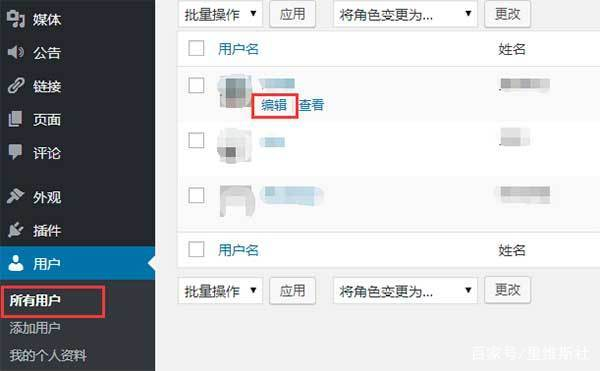 媒体
公告
链接
页面
评论
外观
插件
用户
所有用户
添加用户
我的个人资料
批量操作 应用 将角色变更为... 更改
用户名 姓名
编辑 | 查看
用户名 姓名
批量操作 应用 将角色变更为... 更改
百家号/里维斯社